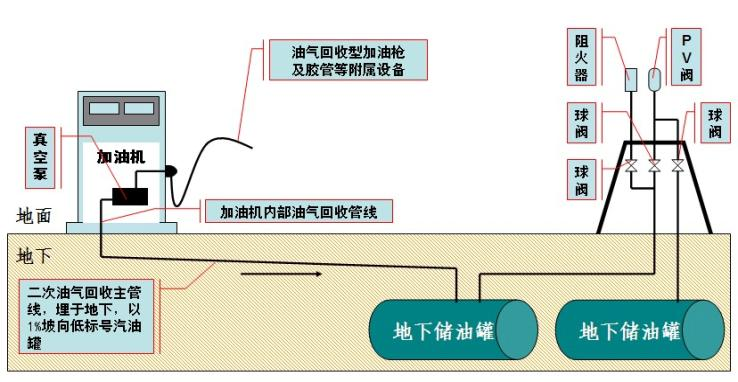 油气回收型加油枪
及胶管等附属设备
阻火器
PV阀
球阀
球阀
真空泵
加油机
球阀
加油机内部油气回收管线
地面
地下
二次油气回收主管
线，埋于地下，以
1%坡向低标号汽油
罐
地下储油罐
地下储油罐